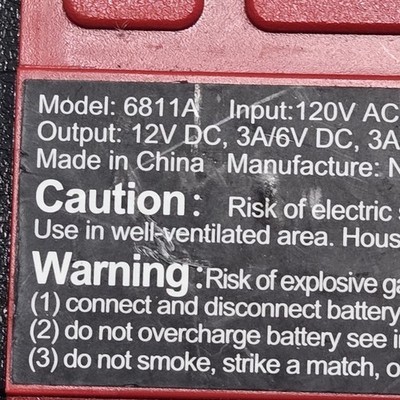 Model: 6811A Input:120V AC
Output: 12V DC, 3A/6V DC, 3A
Made in China Manufacture: N
Caution: Risk of electric
Use in well-ventilated area. Hous
Warning:Risk of explosive ga
(1) connect and disconnect battery
(2) do not overcharge battery see i
(3) do not smoke, strike a match, o